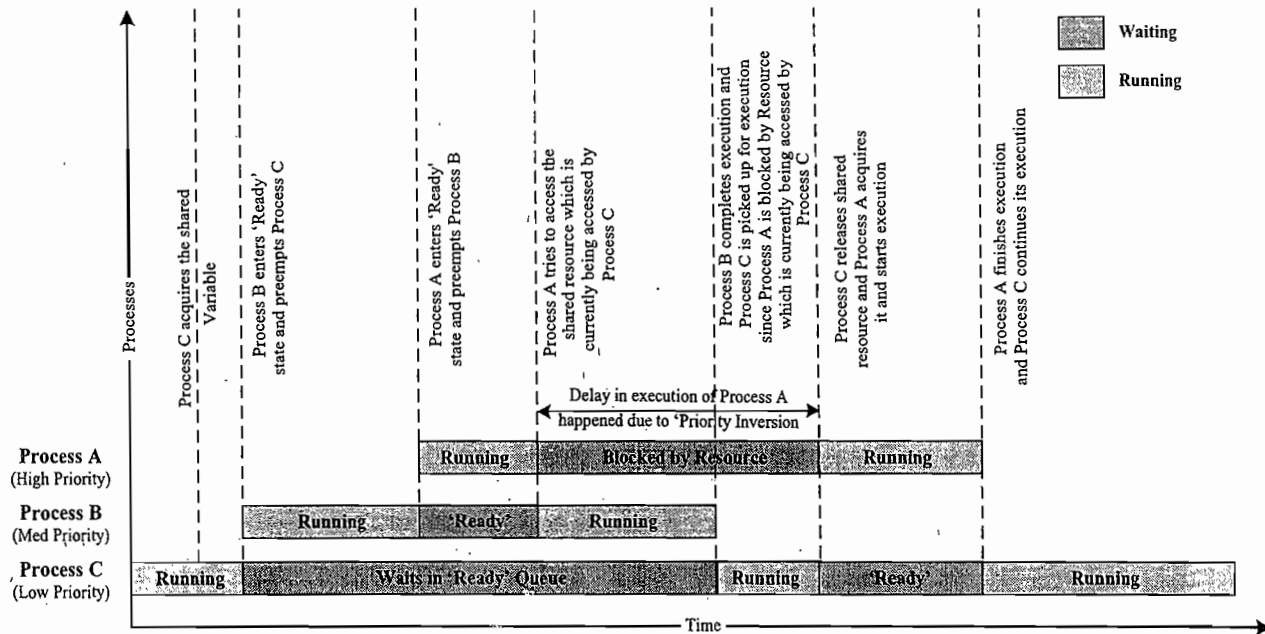 Waiting
Running
Processes
Process C acquires the shared
Variable
Process B enters ‘Ready’
state and preempts Process C
Process A enters ‘Ready’
state and preempts Process B
Process A tries to access the
shared resource which is
currently being accessed by
Process C
Process B completes execution and
Process C is picked up for execution
since Process A is blocked by Resource
which is currently being accessed by
Process C
Process C releases shared
resource and Process A acquires
it and starts execution
Process A finishes execution
and Process C continues its execution
Delay in execution of Process A
happened due to ‘Priority Inversion
Process A
(High Priority)
Running
Blocked by Resource
Running
Process B
(Med Priority)
Running
‘Ready’
Running
Process C
(Low Priority)
Running
Waits in ‘Ready’ Queue
Running
‘Ready’
Running
Time